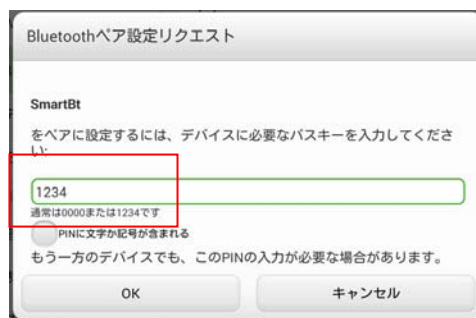 Bluetoothペア設定リクエスト
SmartBt
をペアに設定するには、デバイスに必要なパスキーを入力してくださ
い:
1234
通常は0000または1234です
PINに文字か記号が含まれる
もう一方のデバイスでも、このPINの入力が必要な場合があります。
OK
キャンセル